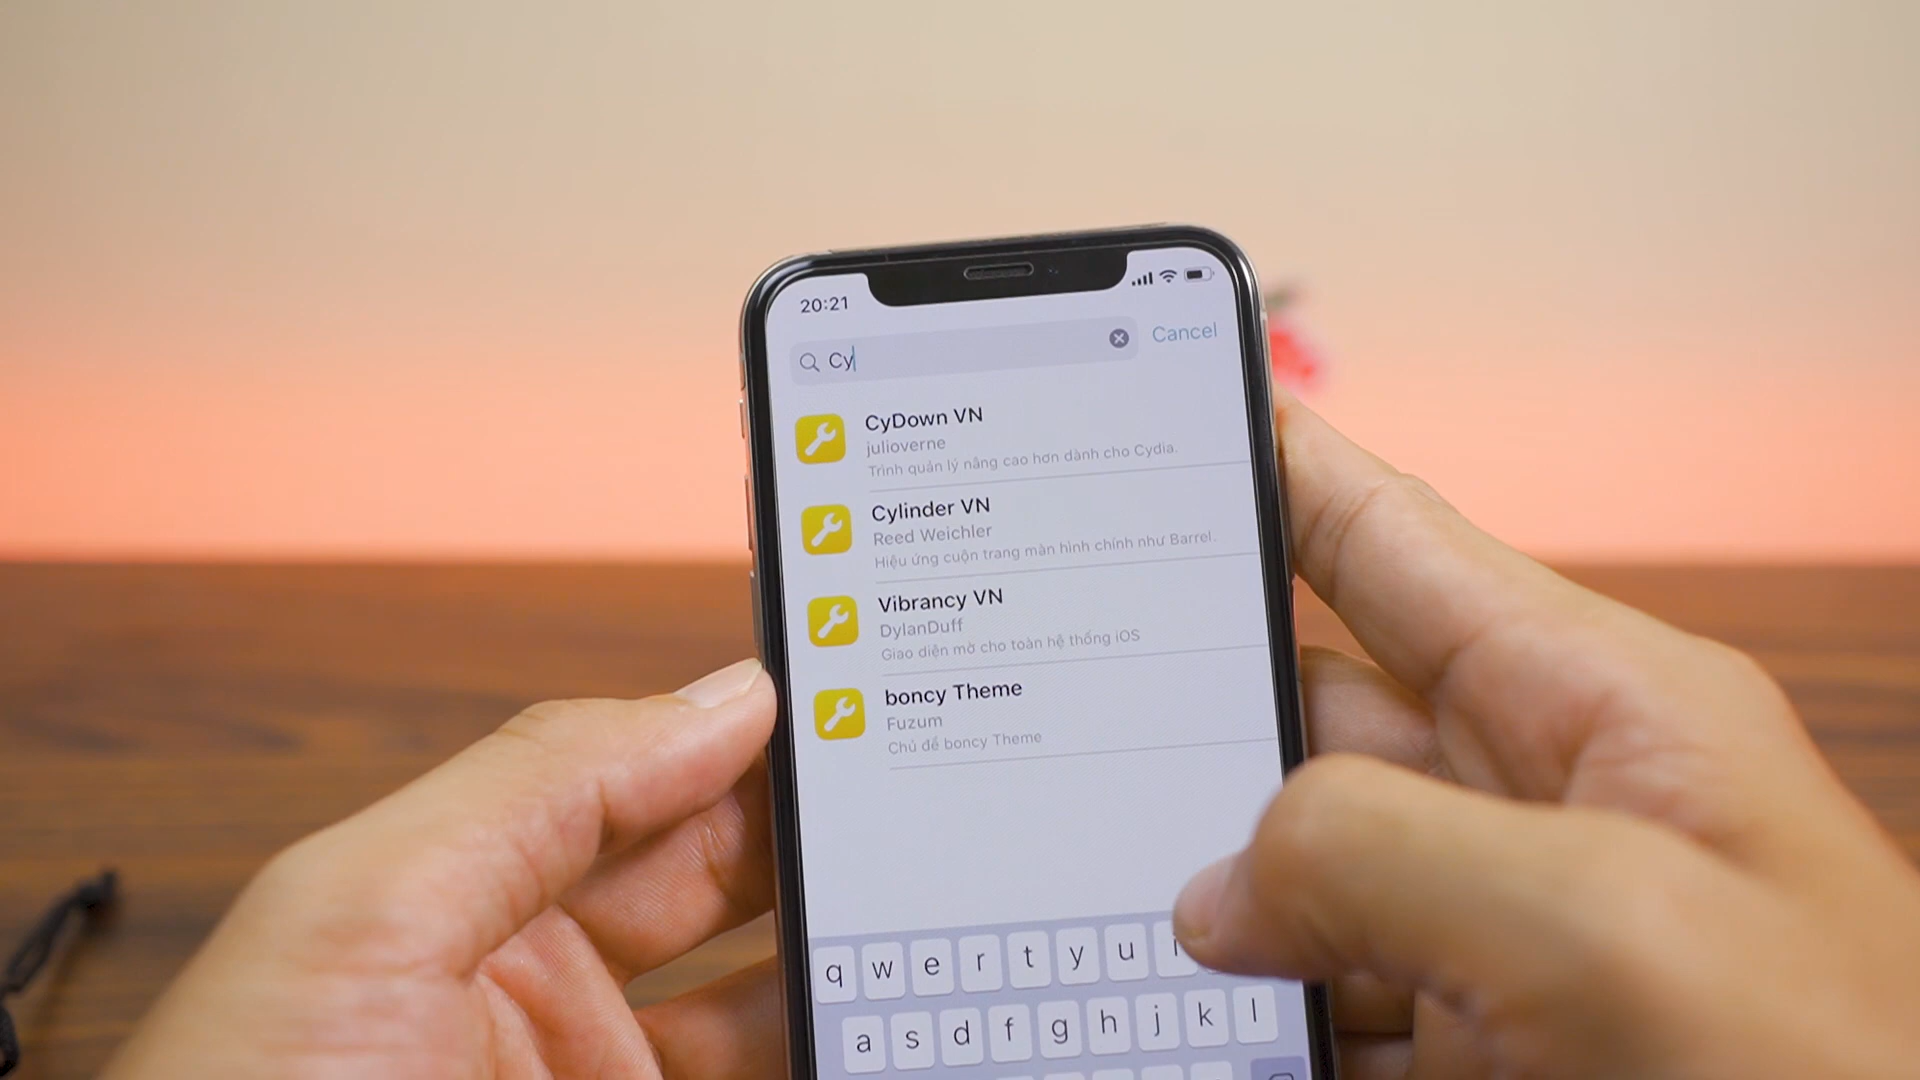 20:21
Cy
Cancel
CyDown VN
julioverne
Trình quản lý nâng cao hơn dành cho Cydia.
Cylinder VN
Reed Weichler
Hiệu ứng cuộn trang màn hình chính như Barrel.
Vibrancy VN
DylanDuff
Giao diện mờ cho toàn hệ thống iOS
boncy Theme
Fuzum
Chủ đề boncy Theme
q w e r t y u i
a s d f g h j k l